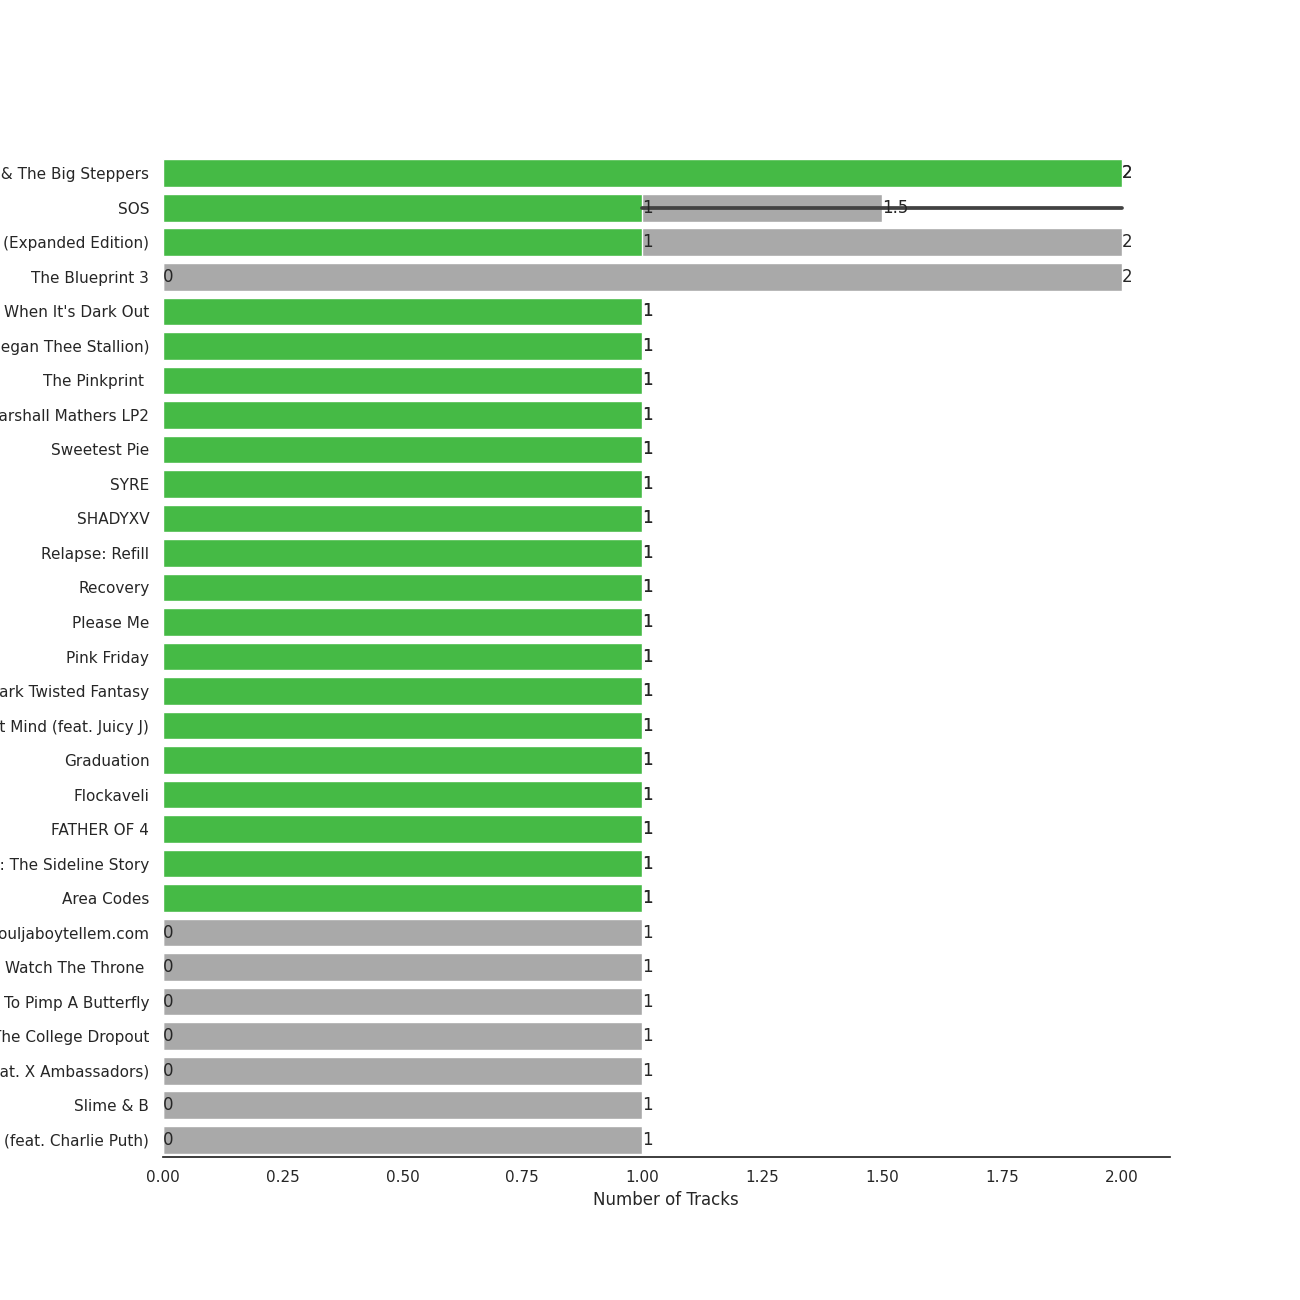 & The Big Steppers 2
SOS 1 1.5
(Expanded Edition) 1 2
The Blueprint 3 0 2
When It's Dark Out 1
egan Thee Stallion) 1
The Pinkprint 1
arshall Mathers LP2 1
Sweetest Pie 1
SYRE 1
SHADYXV 1
Relapse: Refill 1
Recovery 1
Please Me 1
Pink Friday 1
ark Twisted Fantasy 1
t Mind (feat. Juicy J) 1
Graduation 1
Flockaveli 1
FATHER OF 4 1
: The Sideline Story 1
Area Codes 1
ouljaboytellem.com 0 1
Watch The Throne 0 1
To Pimp A Butterfly 0 1
The College Dropout 0 1
at. X Ambassadors) 0 1
Slime & B 0 1
(feat. Charlie Puth) 0 1
0.00 0.25 0.50 0.75 1.00 1.25 1.50 1.75 2.00
Number of Tracks